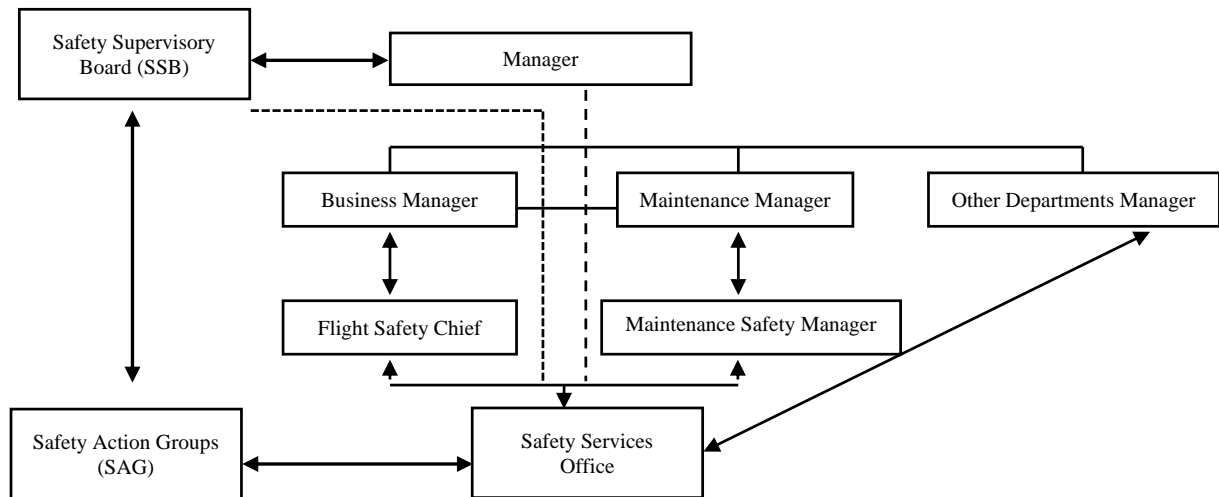 Safety Supervisory
Board (SSB)
Manager
Business Manager
Maintenance Manager
Other Departments Manager
Flight Safety Chief
Maintenance Safety Manager
Safety Action Groups
(SAG)
Safety Services
Office